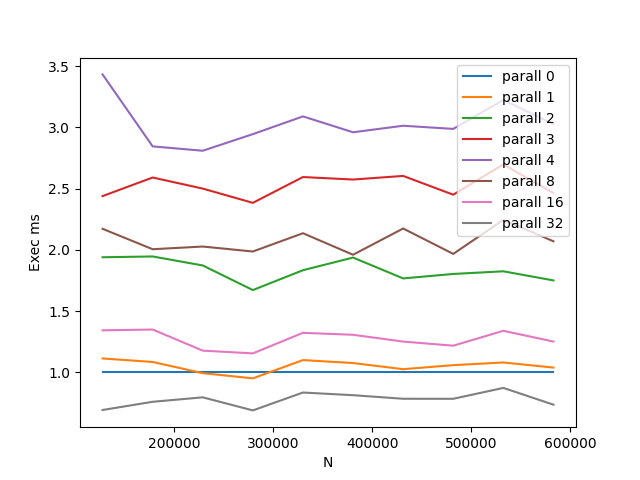 3.5
3.0
2.5
2.0
1.5
1.0
Exec ms
parall 0
parall 1
parall 2
parall 3
parall 4
parall 8
parall 16
parall 32
200000 300000 400000 500000 600000
N